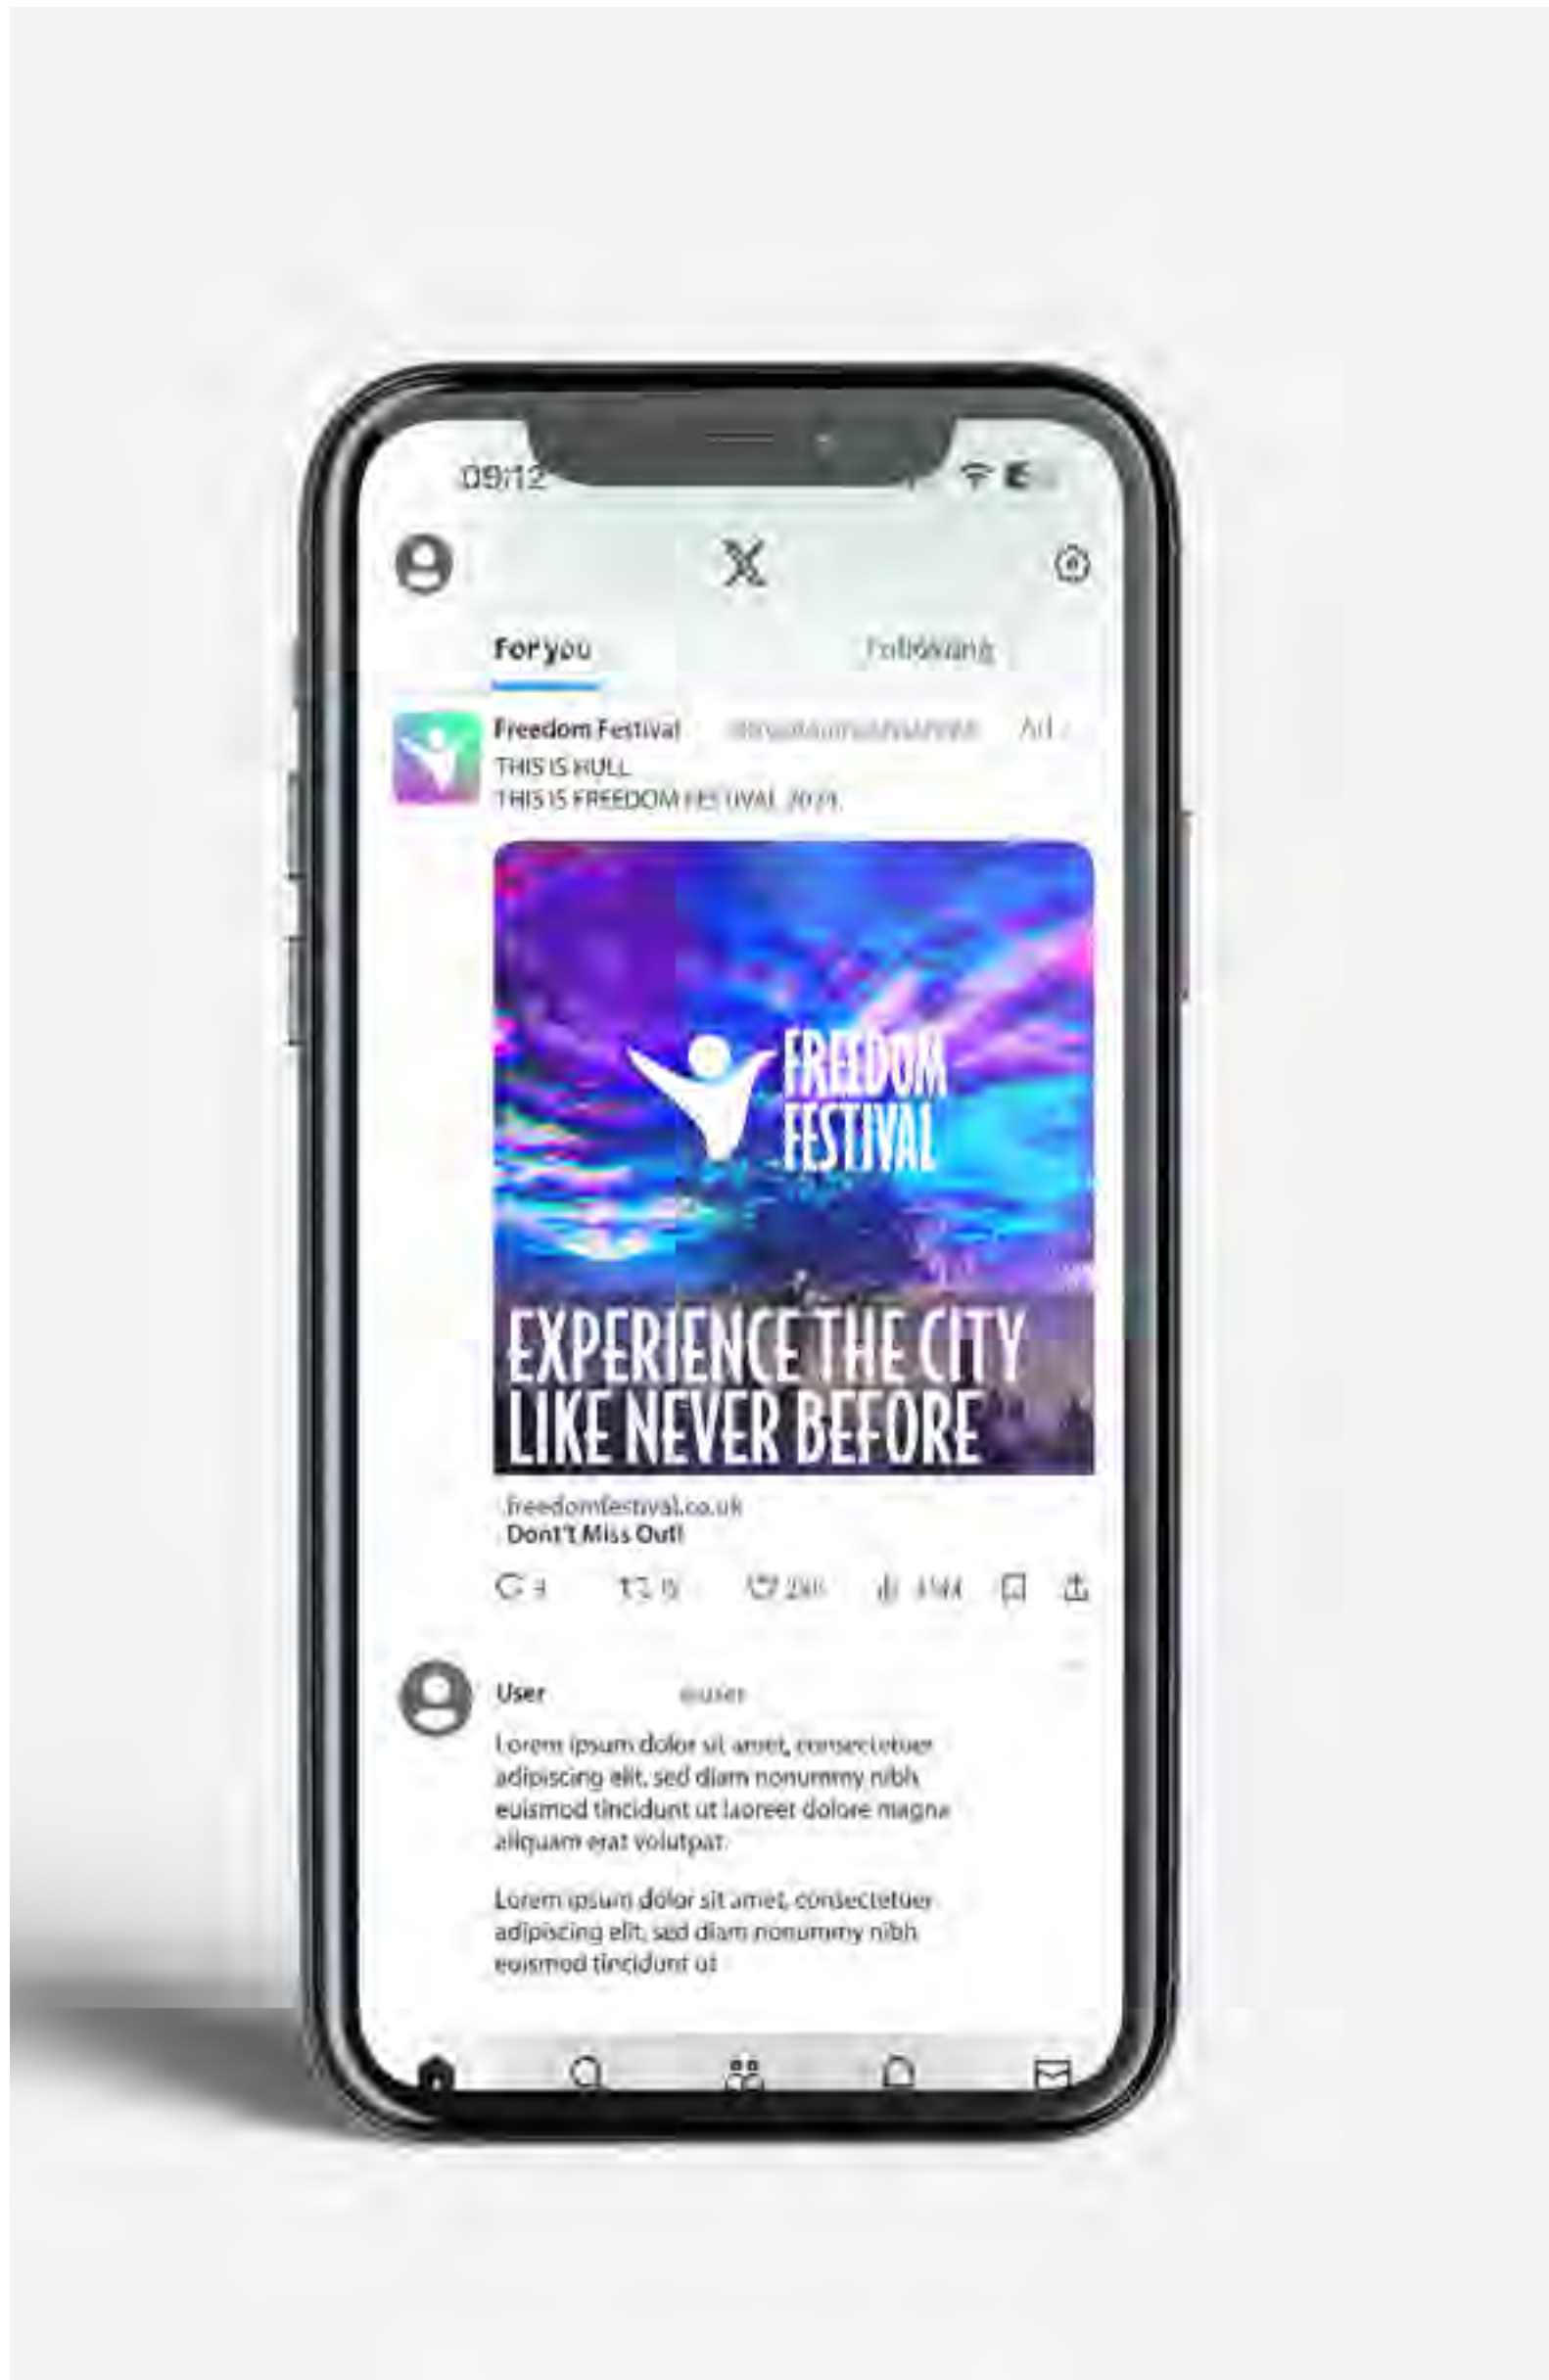 09:12
For you
Following
Freedom Festival
Ad
THIS IS HULL
THIS IS FREEDOM FESTIVAL 2024
FREEDOM
FESTIVAL
EXPERIENCE THE CITY
LIKE NEVER BEFORE
freedomfestival.co.uk
Dont't Miss Out!
User
@user
Lorem ipsum dolor sit amet, consectetuer
adipiscing elit, sed diam nonummy nibh
euismod tincidunt ut laoreet dolore magna
aliquam erat volutpat.
Lorem ipsum dolor sit amet, consectetuer
adipiscing elit, sed diam nonummy nibh
euismod tincidunt ut